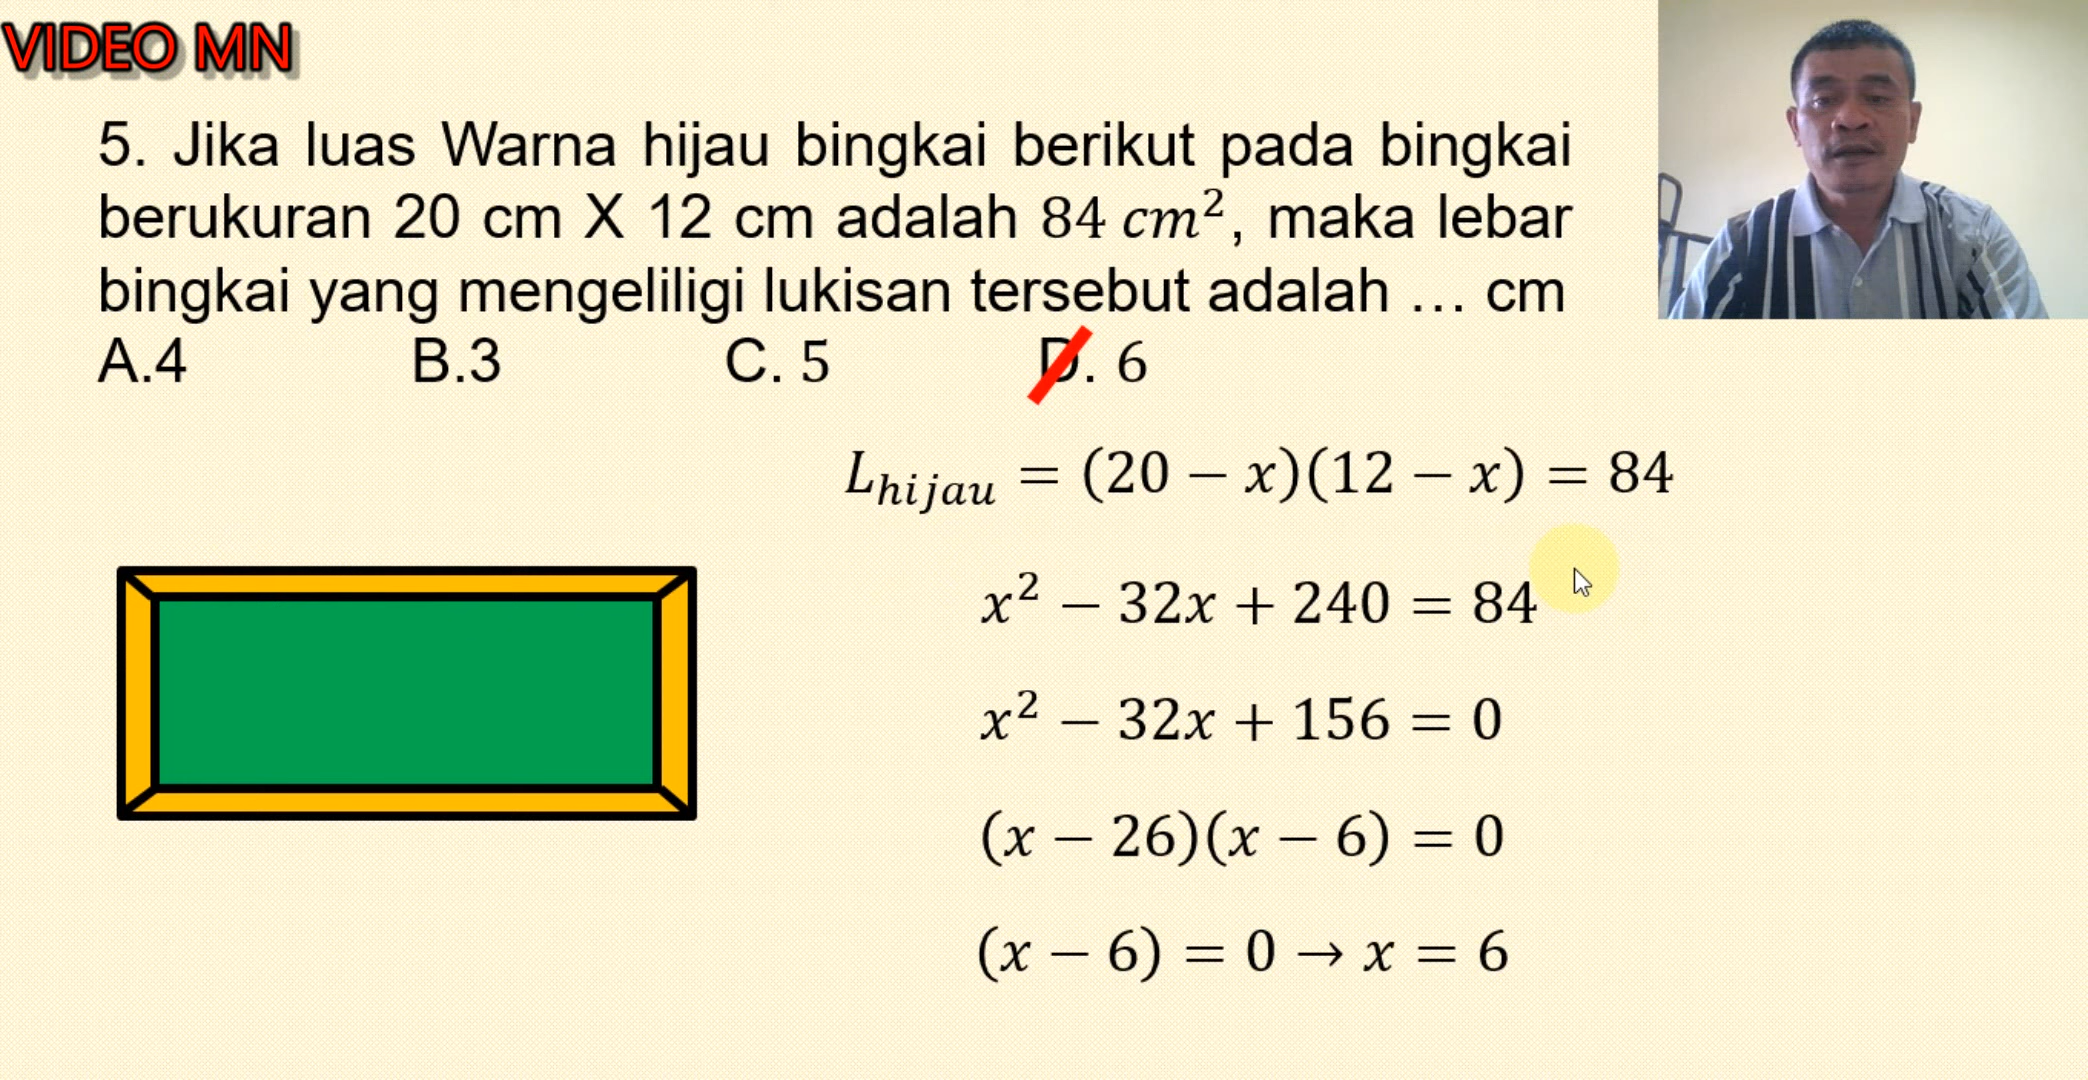 VIDEO MN
5. Jika luas Warna hijau bingkai berikut pada bingkai
berukuran 20 cm X 12 cm adalah 84 cm², maka lebar
bingkai yang mengeliligi lukisan tersebut adalah … cm
A.4 B.3 C. 5 D. 6
L_{hijau} = (20 − x)(12 − x) = 84
x² − 32x + 240 = 84
x² − 32x + 156 = 0
(x − 26)(x − 6) = 0
(x − 6) = 0 → x = 6